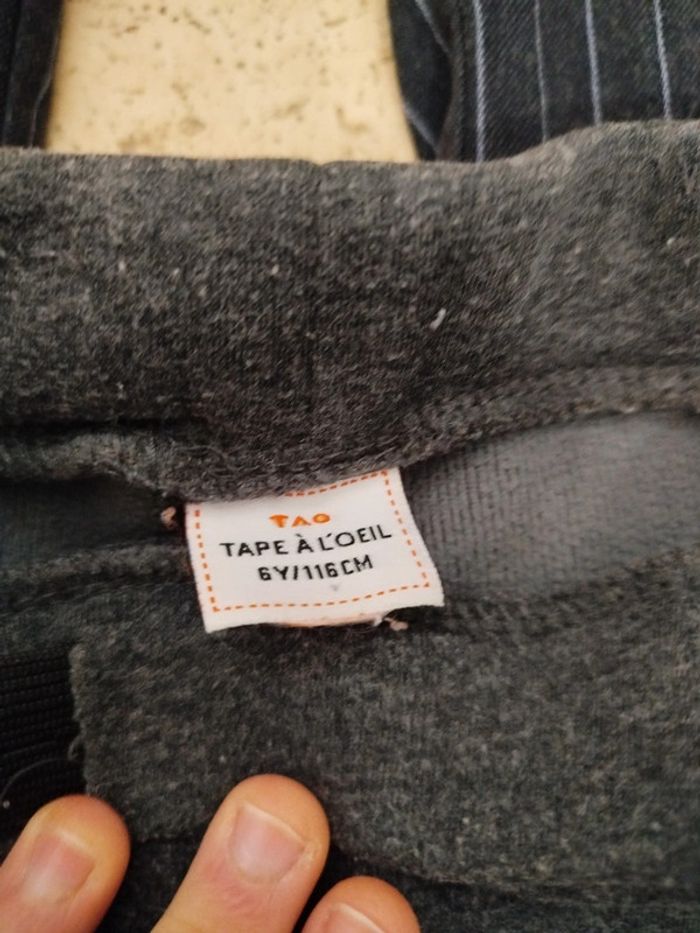 TAO
TAPE À L'OEIL
6Y/116CM